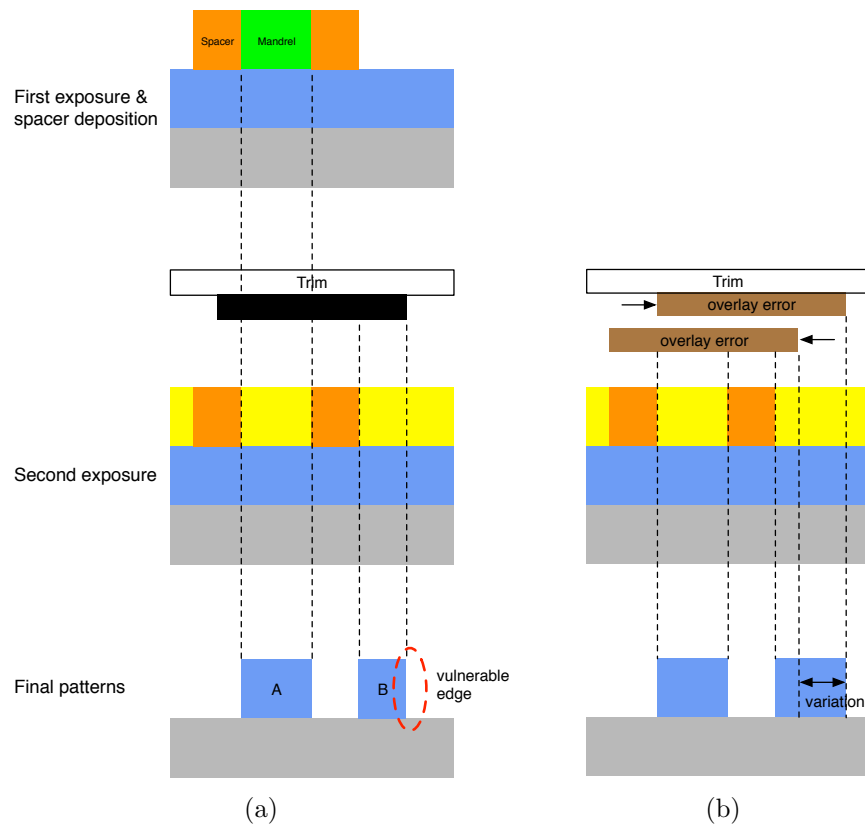 Spacer
Mandrel
First exposure &
spacer deposition
Trim
Trim
overlay error
overlay error
Second exposure
Final patterns
A
B
vulnerable
edge
variation
(a)
(b)